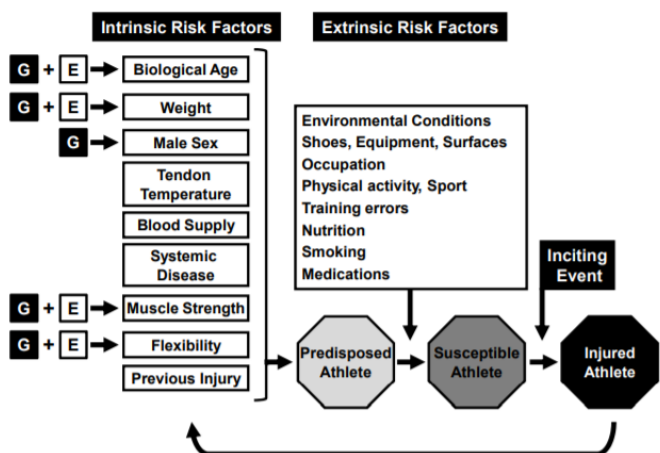 Intrinsic Risk Factors
Extrinsic Risk Factors
G + E Biological Age
G + E Weight
G Male Sex
Tendon
Temperature
Blood Supply
Systemic
Disease
G + E Muscle Strength
G + E Flexibility
Previous Injury
Environmental Conditions
Shoes, Equipment, Surfaces
Occupation
Physical activity, Sport
Training errors
Nutrition
Smoking
Medications
Inciting
Event
Predisposed
Athlete
Susceptible
Athlete
Injured
Athlete